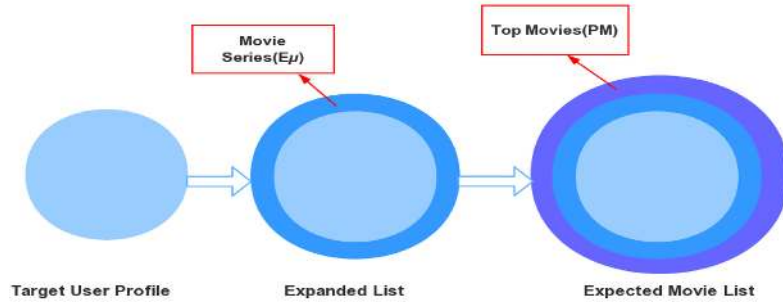 Movie
Series(Eμ)
Top Movies(PM)
Target User Profile
Expanded List
Expected Movie List